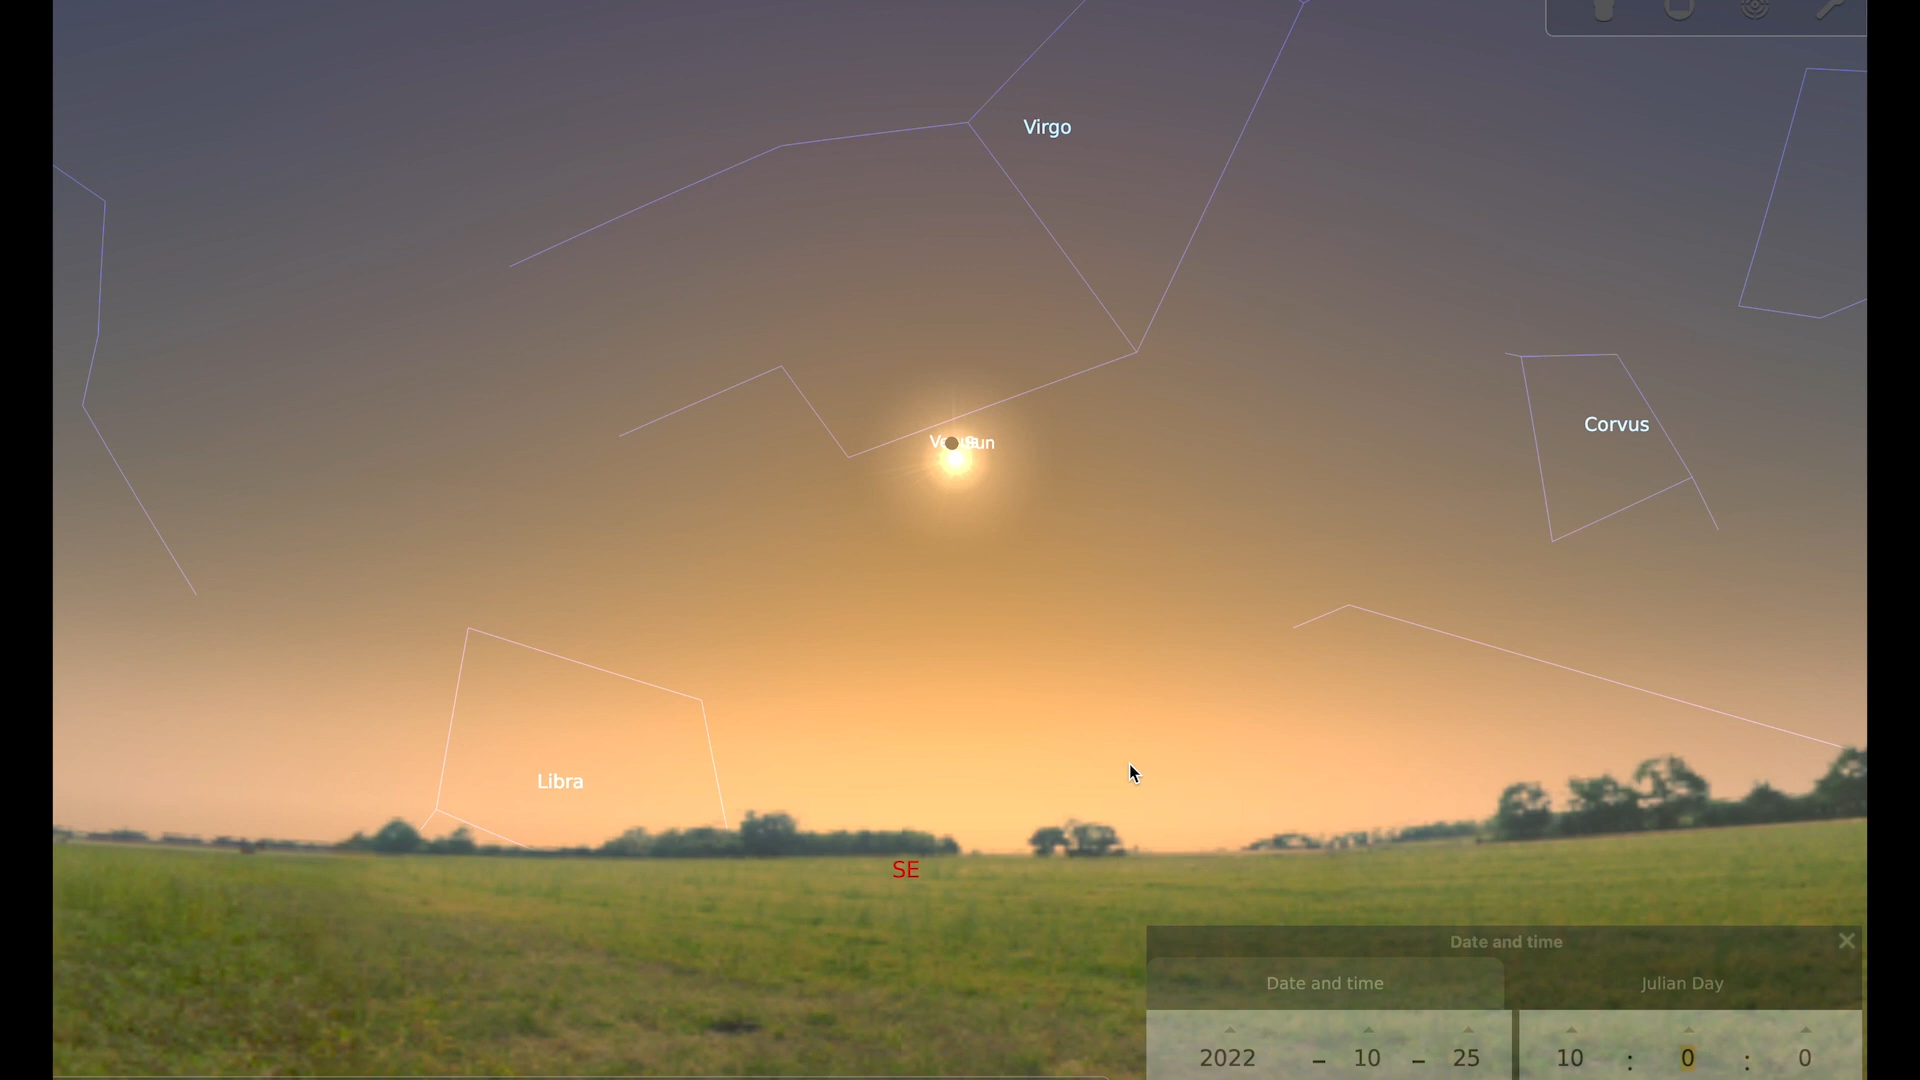 Virgo
Corvus
Venus Sun
Libra
SE
Date and time
Date and time Julian Day
2022 – 10 – 25 10 : 0 : 0